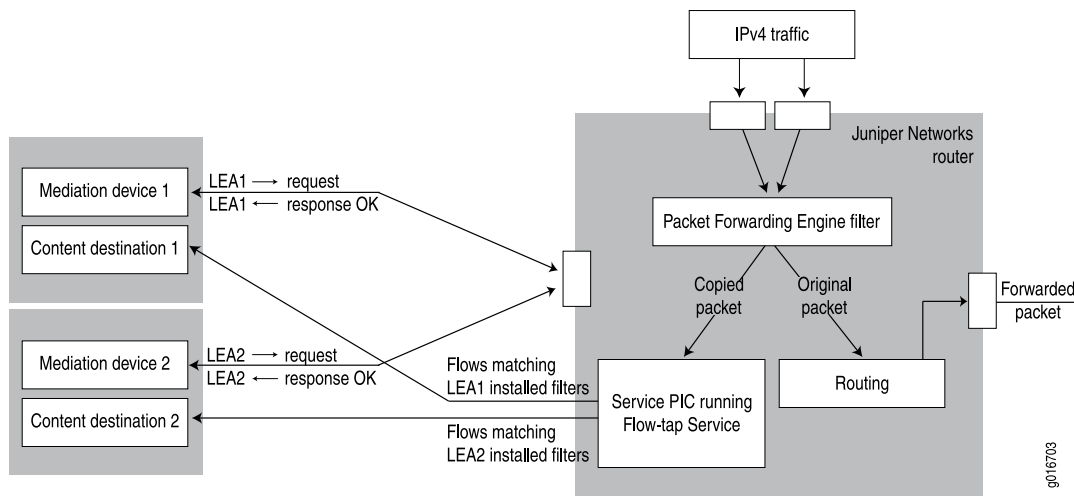 IPv4 traffic
Juniper Networks
router
Mediation device 1
LEA1 → request
LEA1 ← response OK
Content destination 1
Packet Forwarding Engine filter
Copied
packet
Original
packet
Forwarded
packet
Mediation device 2
LEA2 → request
LEA2 ← response OK
Content destination 2
Flows matching
LEA1 installed filters
Flows matching
LEA2 installed filters
Service PIC running
Flow-tap Service
Routing
g016703